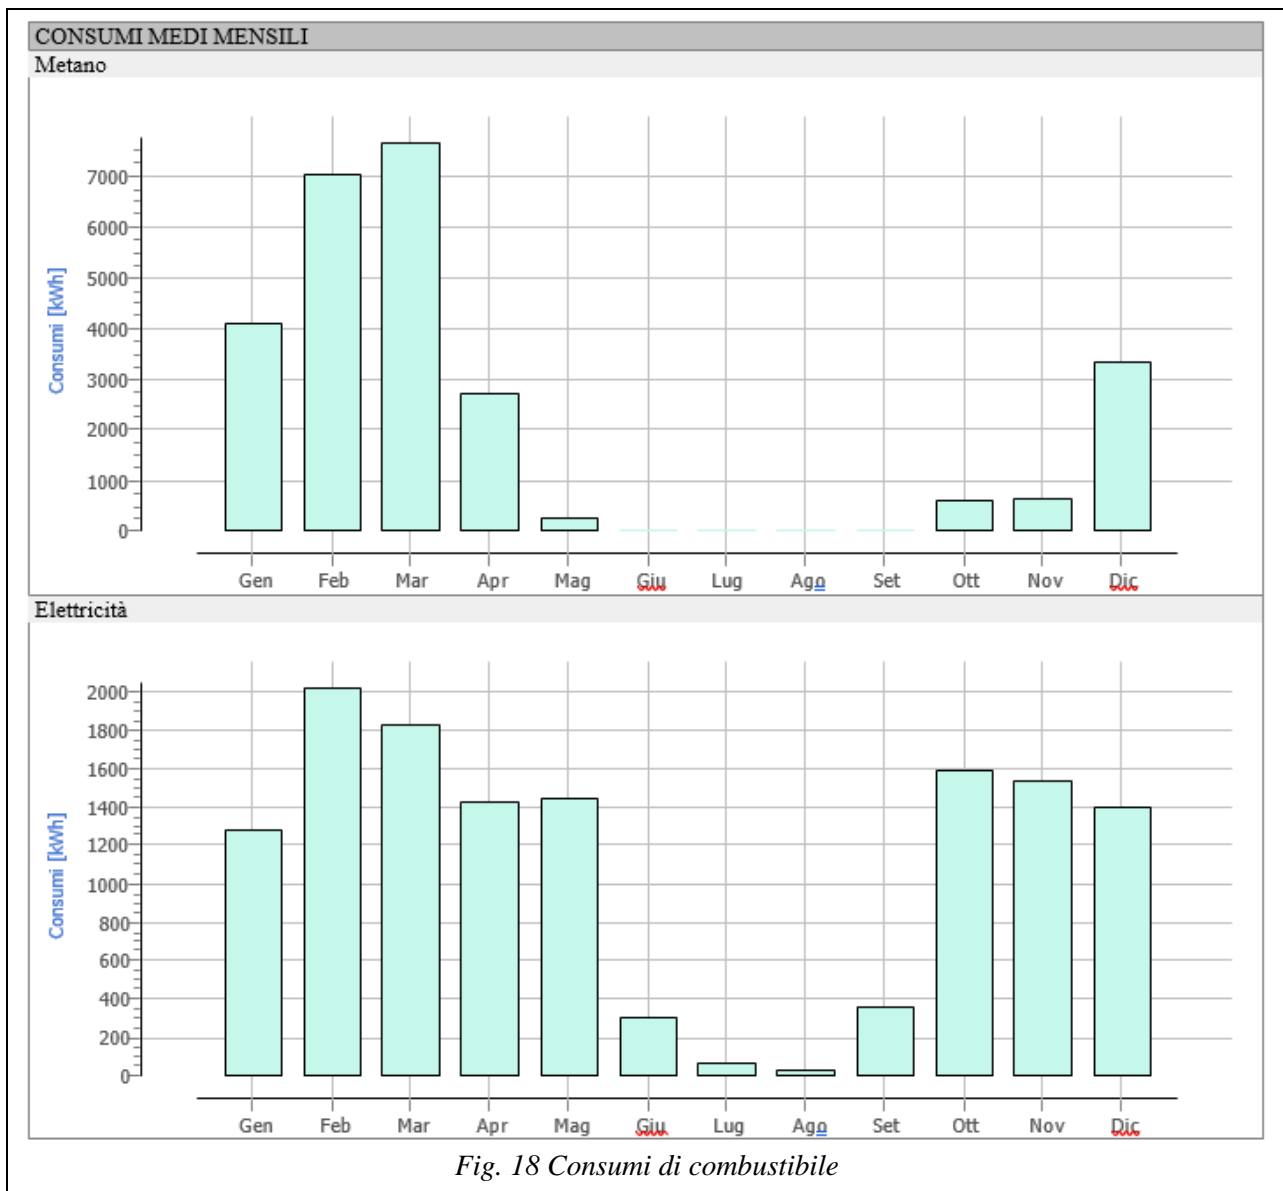 CONSUMI MEDI MENSILI
Metano
Consumi [kWh]
7000
6000
5000
4000
3000
2000
1000
0
Gen Feb Mar Apr Mag Giu Lug Ago Set Ott Nov Dic
Elettricità
Consumi [kWh]
2000
1800
1600
1400
1200
1000
800
600
400
200
0
Gen Feb Mar Apr Mag Giu Lug Ago Set Ott Nov Dic
Fig. 18 Consumi di combustibile